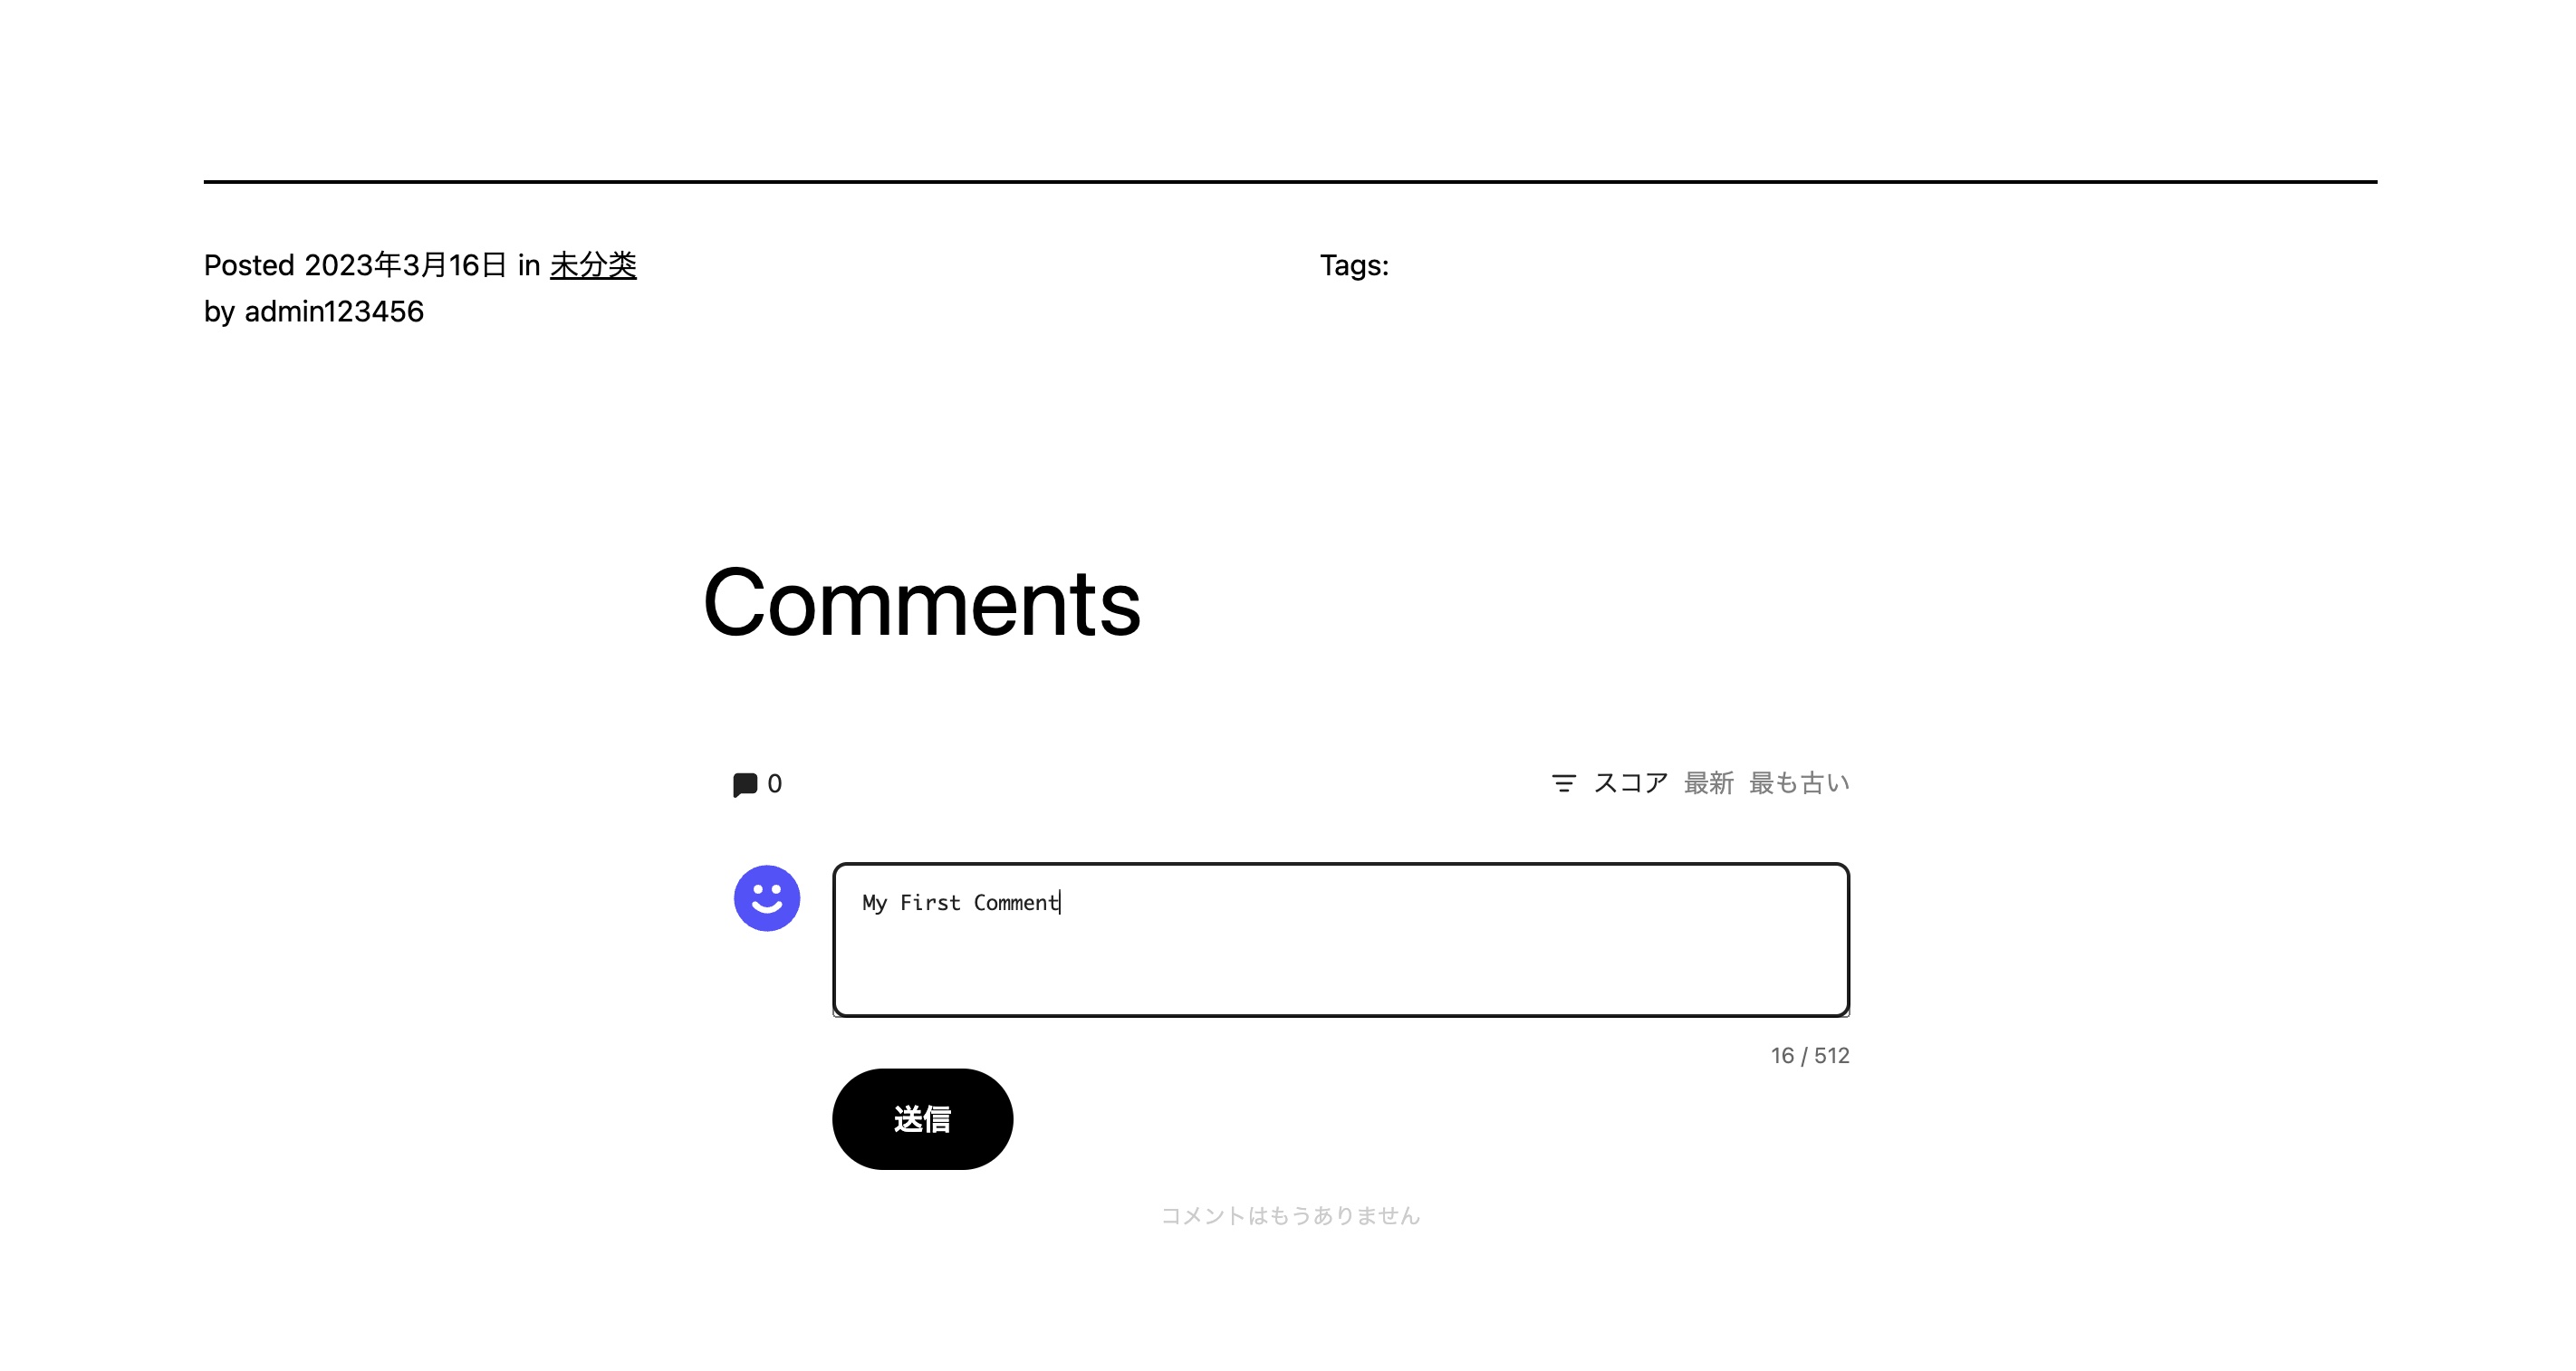 Posted 2023年3月16日 in 未分类
by admin123456
Tags:
Comments
0
スコア 最新 最も古い
My First Comment
16 / 512
送信
コメントはもうありません